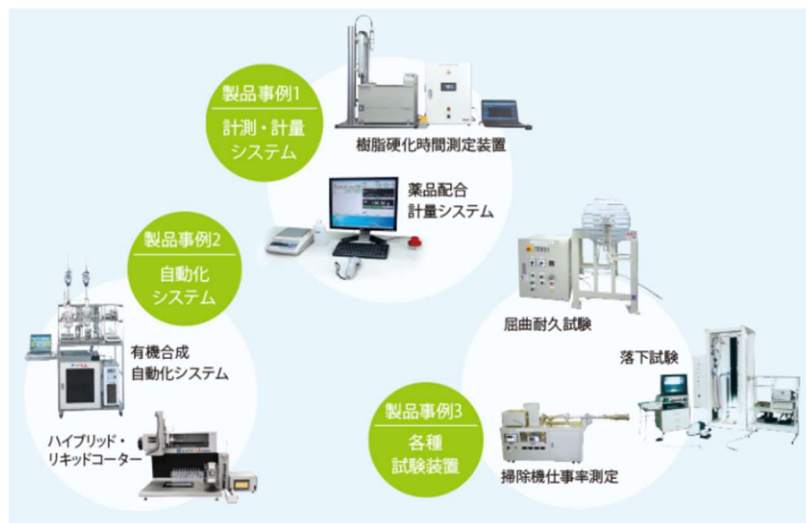 製品事例1
計測・計量
システム
樹脂硬化時間測定装置
薬品配合
計量システム
製品事例2
自動化
システム
有機合成
自動化システム
ハイブリッド・
リキッドコーター
屈曲耐久試験
落下試験
製品事例3
各種
試験装置
掃除機仕事率測定